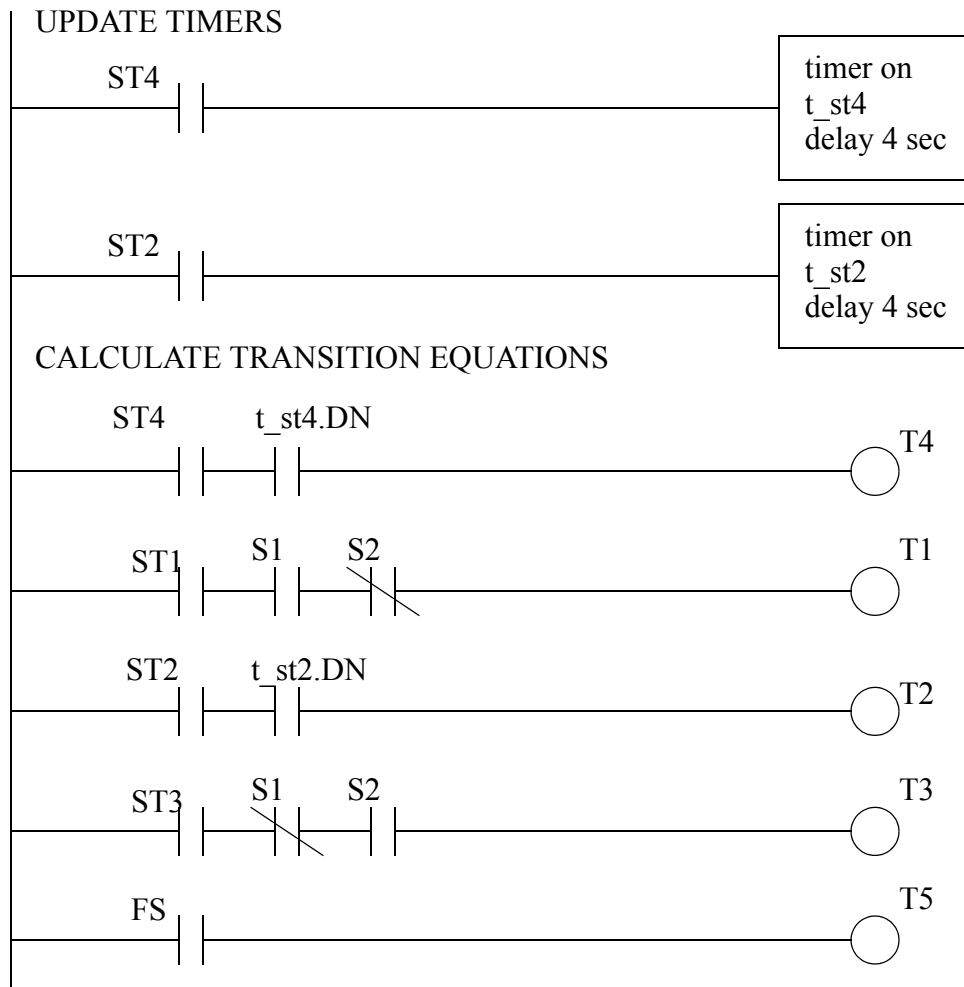 UPDATE TIMERS
ST4
timer on
t_st4
delay 4 sec
ST2
timer on
t_st2
delay 4 sec
CALCULATE TRANSITION EQUATIONS
ST4 t_st4.DN T4
ST1 S1 S2 T1
ST2 t_st2.DN T2
ST3 S1 S2 T3
FS T5